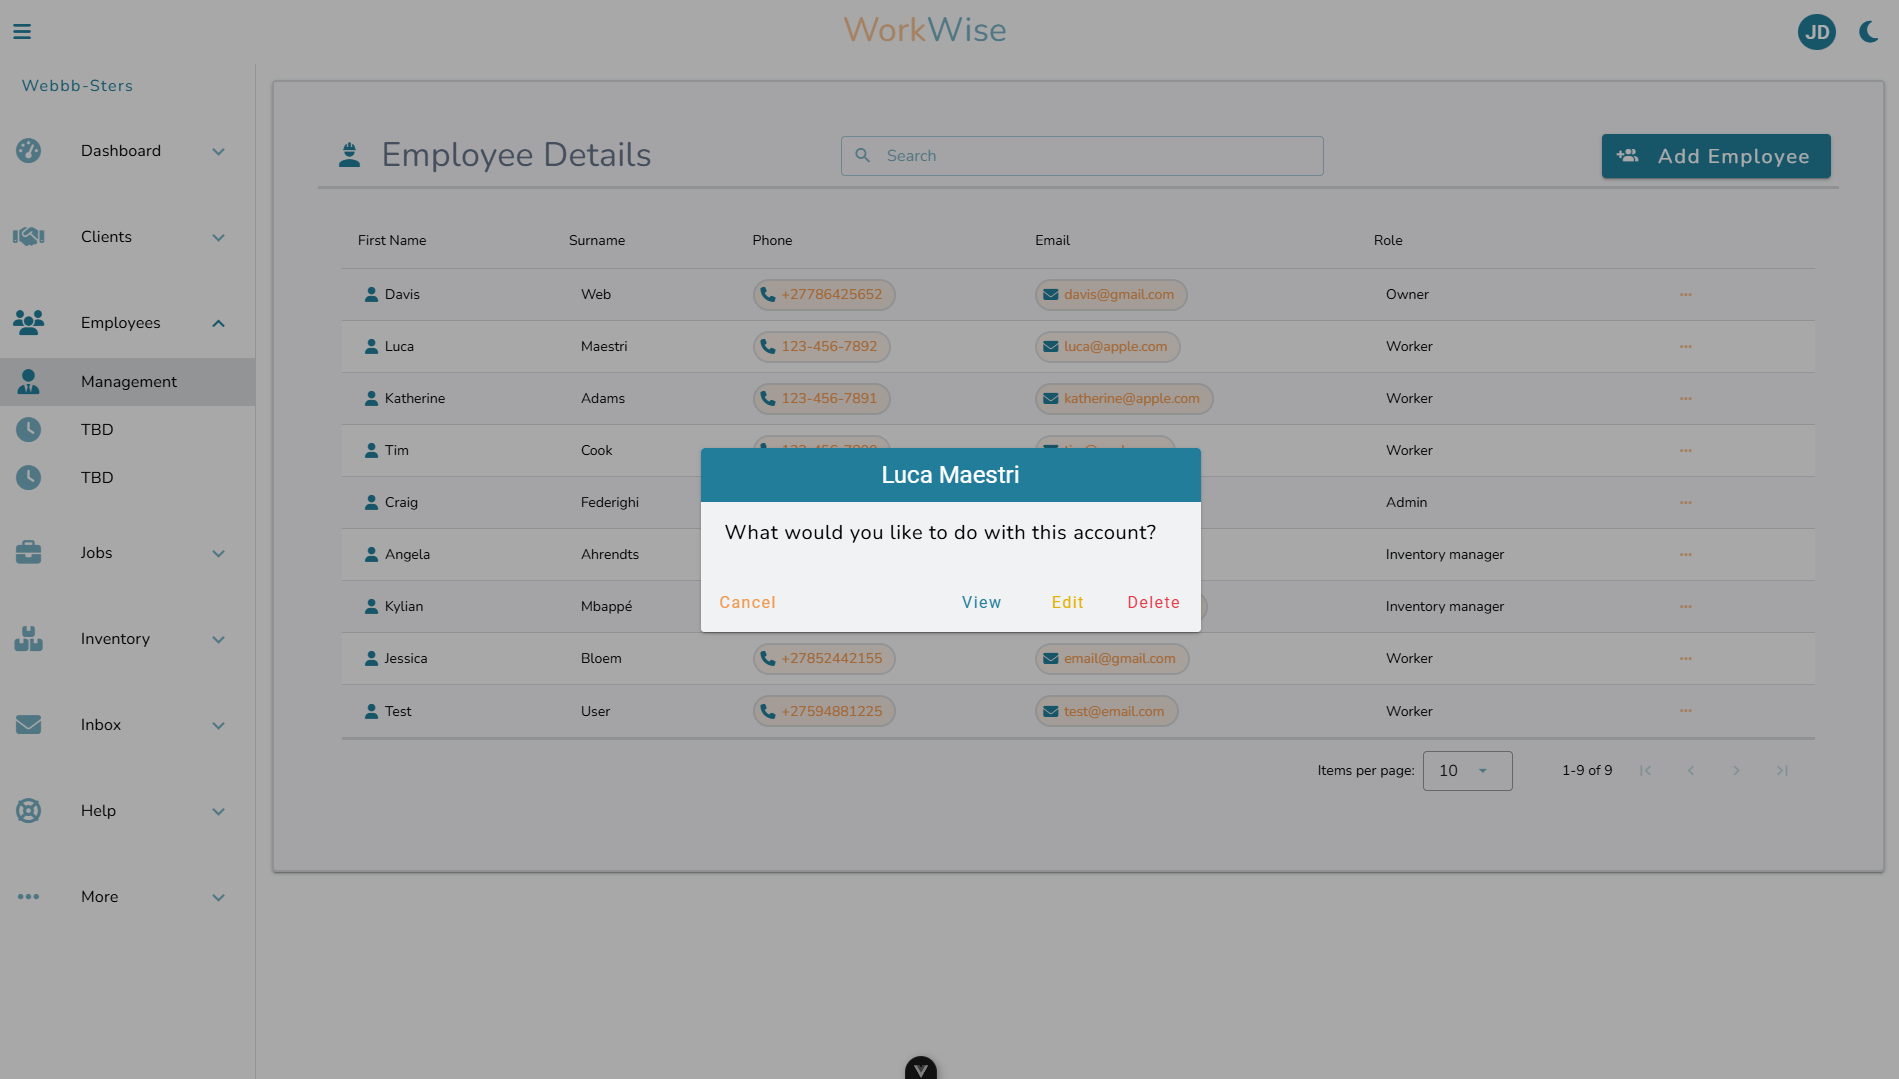 WorkWise
JD
Webbb-Sters
Dashboard
Clients
Employees
Management
TBD
TBD
Jobs
Inventory
Inbox
Help
More
Employee Details
Search
Add Employee
First Name Surname Phone Email Role
Davis Web +27786425652 davis@gmail.com Owner
Luca Maestri 123-456-7892 luca@apple.com Worker
Katherine Adams 123-456-7891 katherine@apple.com Worker
Tim Cook Worker
Craig Federighi Admin
Angela Ahrendts Inventory manager
Kylian Mbappé Inventory manager
Jessica Bloem +27852442155 email@gmail.com Worker
Test User +27594881225 test@email.com Worker
Items per page: 10 1-9 of 9
Luca Maestri
What would you like to do with this account?
Cancel View Edit Delete